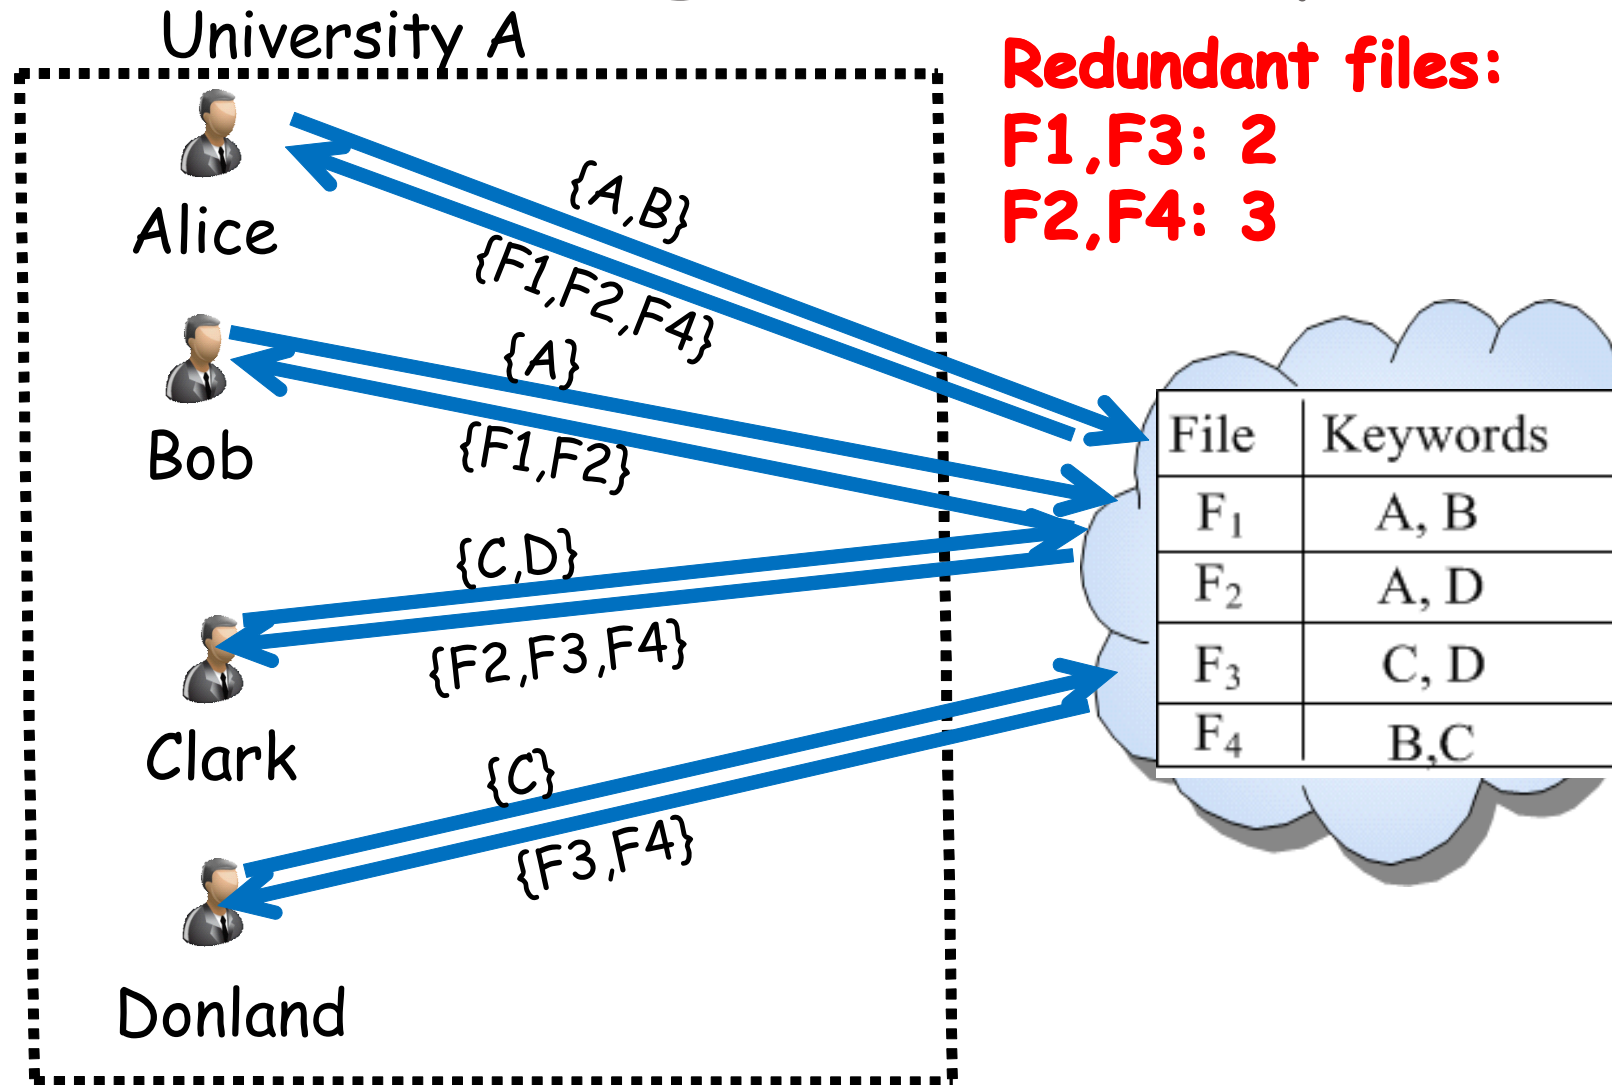 University A
Redundant files:
F1,F3: 2
F2,F4: 3
Alice
{A,B}
{F1,F2,F4}
Bob
{A}
{F1,F2}
Clark
{C,D}
{F2,F3,F4}
Donland
{C}
{F3,F4}
File Keywords
F₁ A, B
F₂ A, D
F₃ C, D
F₄ B,C